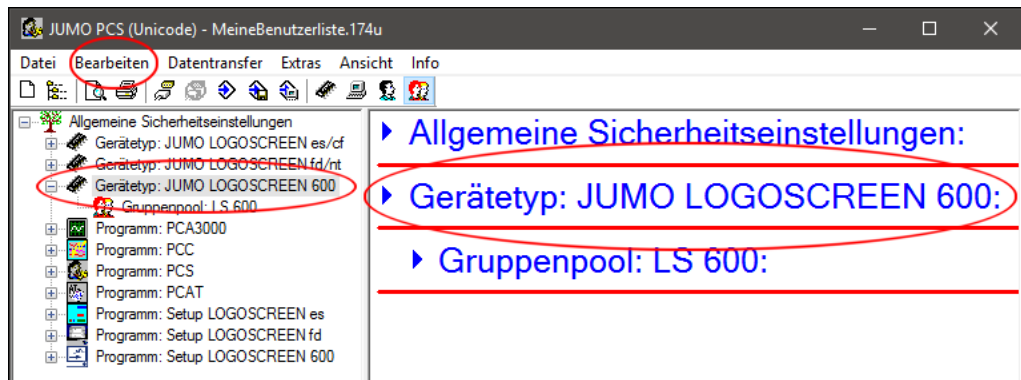 JUMO PCS (Unicode) - MeineBenutzerliste.174u
Datei Bearbeiten Datentransfer Extras Ansicht Info
Allgemeine Sicherheitseinstellungen
Gerätetyp: JUMO LOGOSCREEN es/cf
Gerätetyp: JUMO LOGOSCREEN fd/nt
Gerätetyp: JUMO LOGOSCREEN 600
Gruppenpool: LS 600
Programm: PCA3000
Programm: PCC
Programm: PCS
Programm: PCAT
Programm: Setup LOGOSCREEN es
Programm: Setup LOGOSCREEN fd
Programm: Setup LOGOSCREEN 600
Allgemeine Sicherheitseinstellungen:
Gerätetyp: JUMO LOGOSCREEN 600:
Gruppenpool: LS 600: